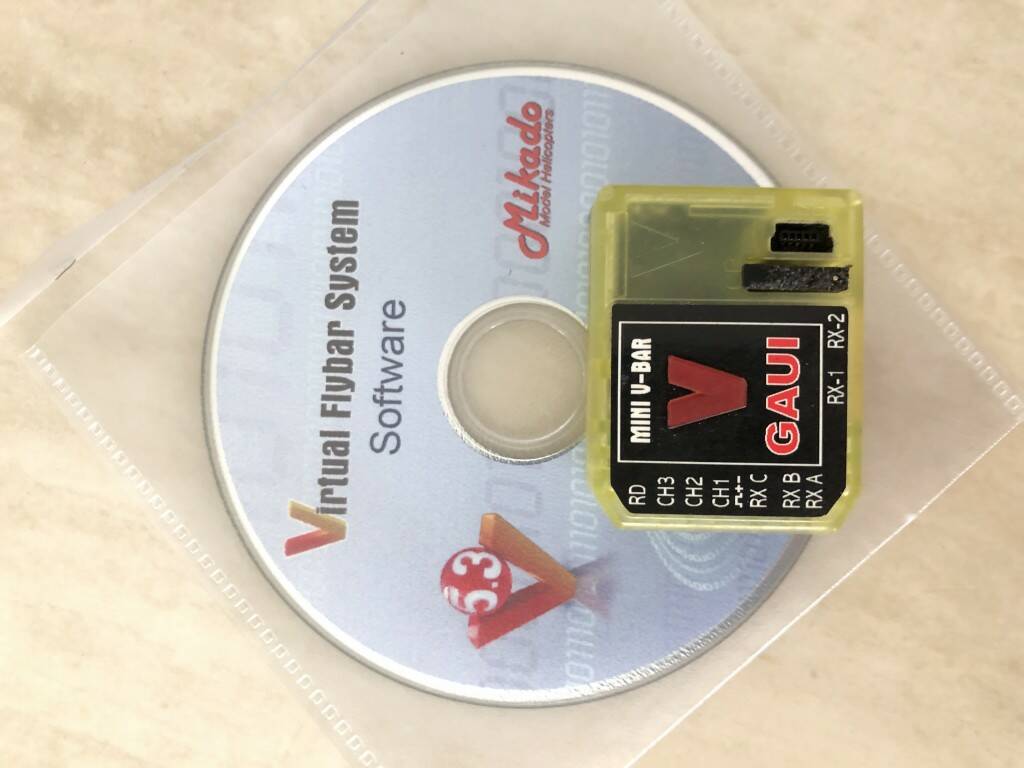 Virtual Flybar System
Software
Mikado
Model Helicopters
5.3
MINI V-BAR
V
GAUI
RD
CH3
CH2
CH1
RX C
RX B
RX A
RX-1 RX-2